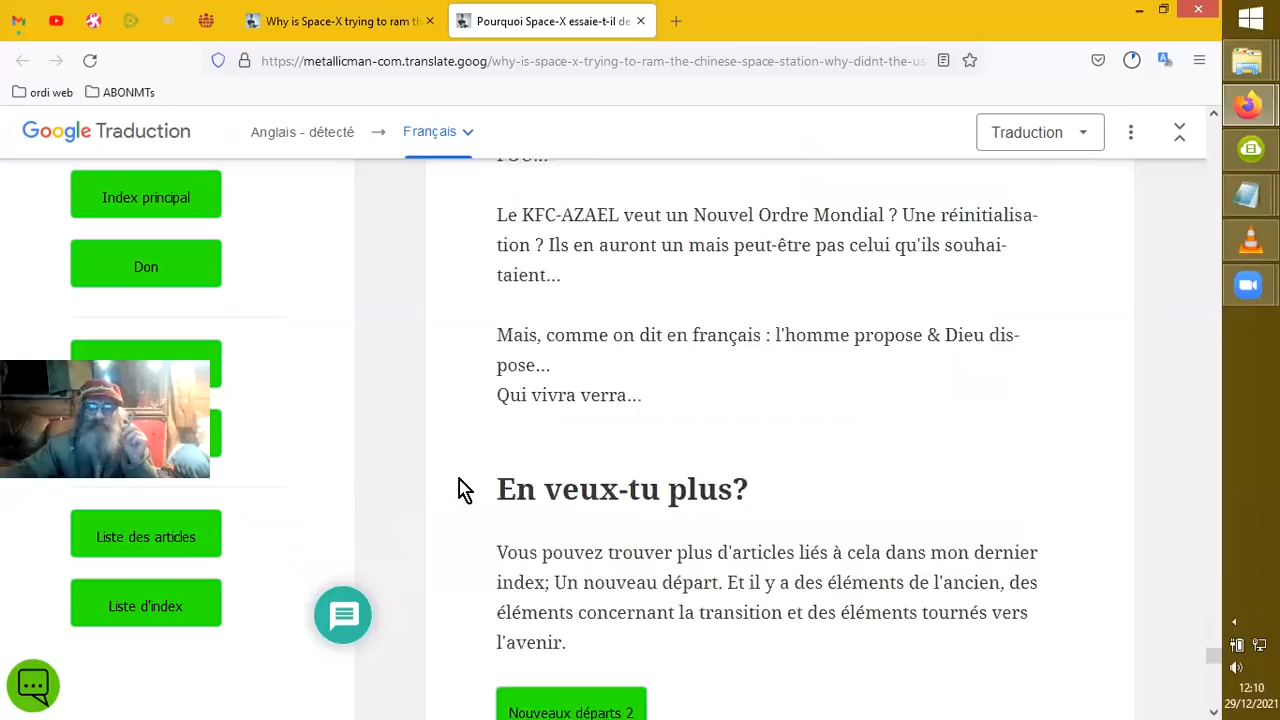 Why is Space-X trying to ram the
Pourquoi Space-X essaie-t-il de
https://metallicman-com.translate.goog/why-is-space-x-trying-to-ram-the-chinese-space-station-why-didnt-the-us
ordi web
ABONMTs
Google Traduction
Anglais - détecté
Français
Traduction
Index principal
Don
Le KFC-AZAEL veut un Nouvel Ordre Mondial ? Une réinitialisa-
tion ? Ils en auront un mais peut-être pas celui qu'ils souhai-
taient...
Mais, comme on dit en français : l'homme propose & Dieu dis-
pose...
Qui vivra verra...
En veux-tu plus?
Vous pouvez trouver plus d'articles liés à cela dans mon dernier
index; Un nouveau départ. Et il y a des éléments de l'ancien, des
éléments concernant la transition et des éléments tournés vers
l'avenir.
Liste des articles
Liste d'index
Nouveaux départs 2
12:10
29/12/2021